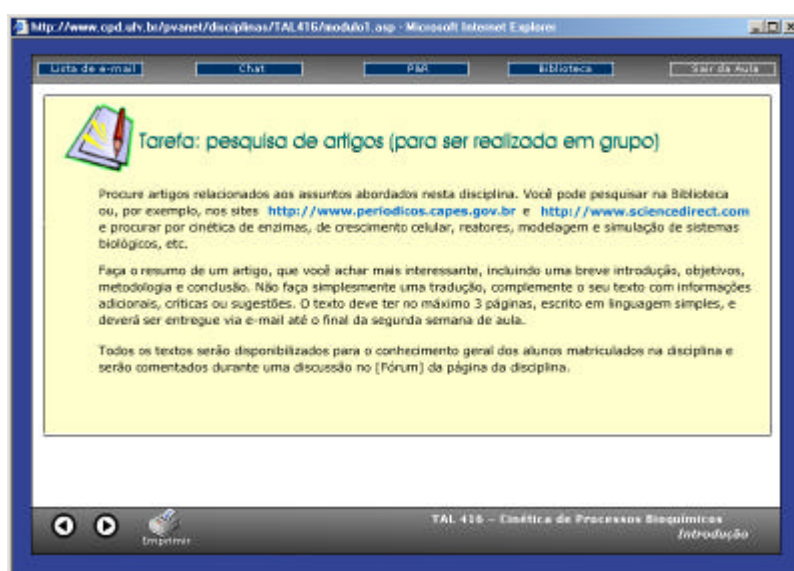 http://www.cpd.ufv.br/pvanet/disciplinas/TAL416/modulo1.asp - Microsoft Internet Explorer
Lista de e-mail Chat P&R Biblioteca Sair da Aula
Tarefa: pesquisa de artigos (para ser realizada em grupo)
Procure artigos relacionados aos assuntos abordados nesta disciplina. Você pode pesquisar na Biblioteca
ou, por exemplo, nos sites http://www.periodicos.capes.gov.br e http://www.sciencedirect.com
e procurar por cinética de enzimas, de crescimento celular, reatores, modelagem e simulação de sistemas
biológicos, etc.
Faça o resumo de um artigo, que você achar mais interessante, incluindo uma breve introdução, objetivos,
metodologia e conclusão. Não faça simplesmente uma tradução, complemente o seu texto com informações
adicionais, críticas ou sugestões. O texto deve ter no máximo 3 páginas, escrito em linguagem simples, e
deverá ser entregue via e-mail até o final da segunda semana de aula.
Todos os textos serão disponibilizados para o conhecimento geral dos alunos matriculados na disciplina e
serão comentados durante uma discussão no [Fórum] da página da disciplina.
Imprimir
TAL 416 – Cinética de Processos Bioquímicos
Introdução